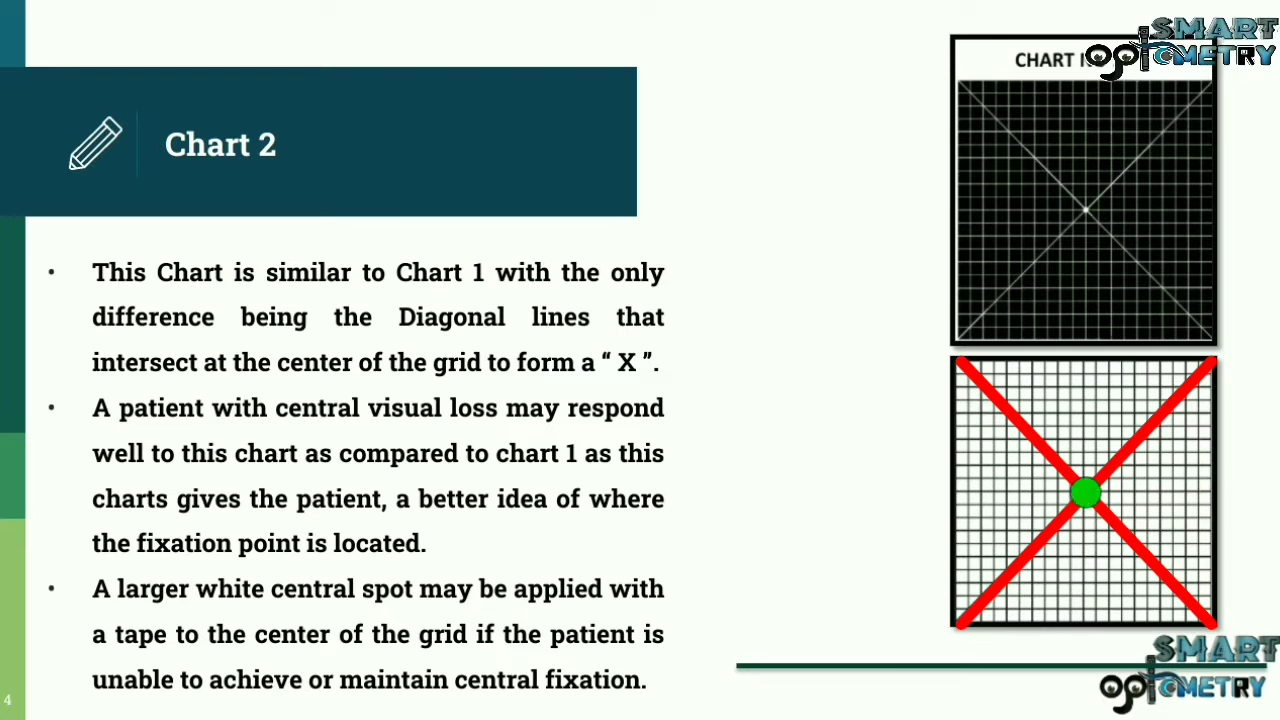 SMART
OPTOMETRY
CHART
Chart 2
• This Chart is similar to Chart 1 with the only
difference being the Diagonal lines that
intersect at the center of the grid to form a “ X ”.
• A patient with central visual loss may respond
well to this chart as compared to chart 1 as this
charts gives the patient, a better idea of where
the fixation point is located.
• A larger white central spot may be applied with
a tape to the center of the grid if the patient is
unable to achieve or maintain central fixation.
SMART
OPTOMETRY
4